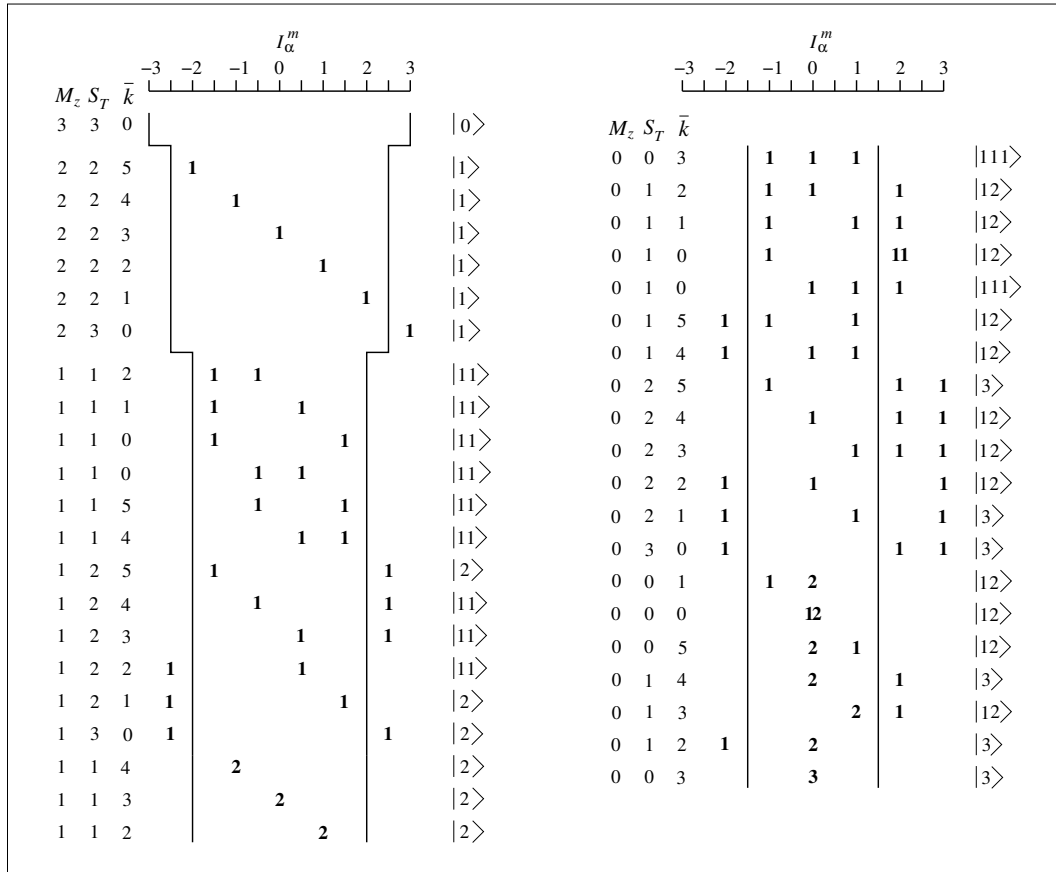 I_α^m
−3 −2 −1 0 1 2 3
M_z S_T k̄
3 3 0 |0⟩
2 2 5 1 |1⟩
2 2 4 1 |1⟩
2 2 3 1 |1⟩
2 2 2 1 |1⟩
2 2 1 1 |1⟩
2 3 0 1 |1⟩
1 1 2 1 1 |11⟩
1 1 1 1 1 |11⟩
1 1 0 1 1 |11⟩
1 1 0 1 1 |11⟩
1 1 5 1 1 |11⟩
1 1 4 1 1 |11⟩
1 2 5 1 1 |2⟩
1 2 4 1 1 |11⟩
1 2 3 1 1 |11⟩
1 2 2 1 1 |11⟩
1 2 1 1 1 |2⟩
1 3 0 1 1 |2⟩
1 1 4 2 |2⟩
1 1 3 2 |2⟩
1 1 2 2 |2⟩
I_α^m
−3 −2 −1 0 1 2 3
M_z S_T k̄
0 0 3 1 1 1 |111⟩
0 1 2 1 1 1 |12⟩
0 1 1 1 1 1 |12⟩
0 1 0 1 11 |12⟩
0 1 0 1 1 1 |111⟩
0 1 5 1 1 1 |12⟩
0 1 4 1 1 1 |12⟩
0 2 5 1 1 1 |3⟩
0 2 4 1 1 1 |12⟩
0 2 3 1 1 1 |12⟩
0 2 2 1 1 1 |12⟩
0 2 1 1 1 1 |3⟩
0 3 0 1 1 1 |3⟩
0 0 1 1 2 |12⟩
0 0 0 12 |12⟩
0 0 5 2 1 |12⟩
0 1 4 2 1 |3⟩
0 1 3 2 1 |12⟩
0 1 2 1 2 |3⟩
0 0 3 3 |3⟩